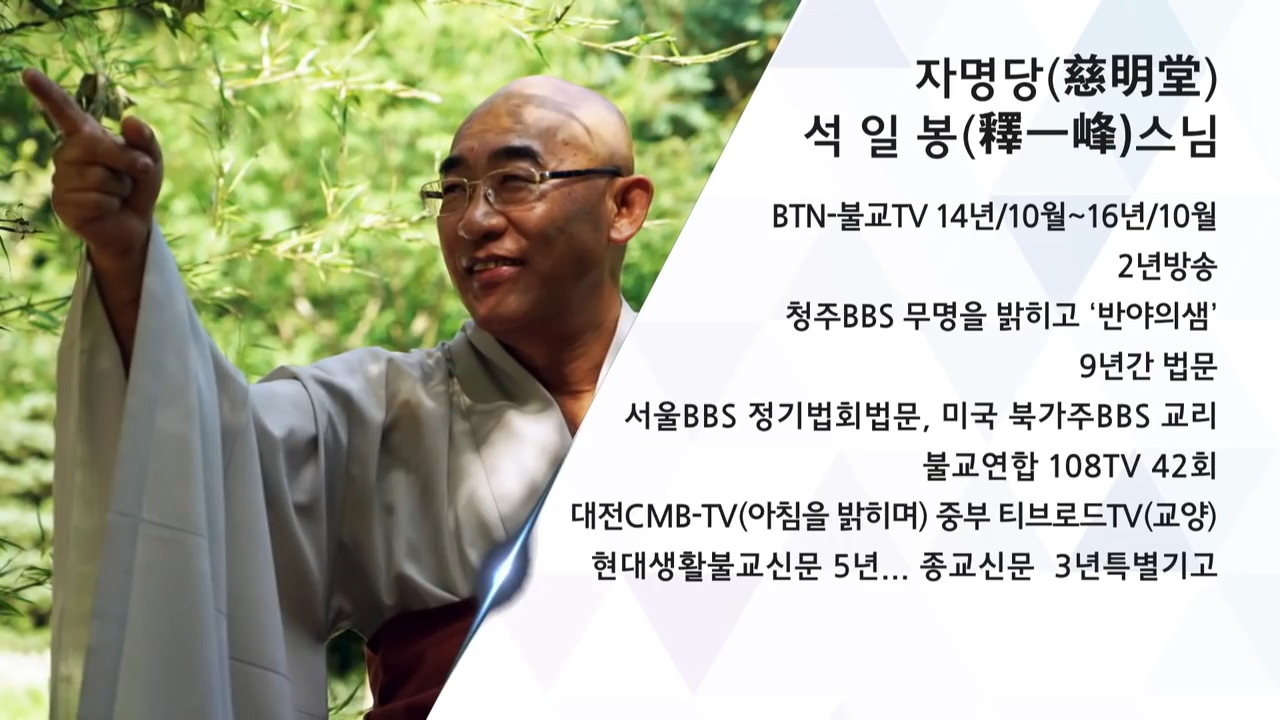 자명당(慈明堂)
석 일 봉(釋一峰)스님
BTN-불교TV 14년/10월~16년/10월
2년방송
청주BBS 무명을 밝히고 ‘반야의샘’
9년간 법문
서울BBS 정기법회법문, 미국 북가주BBS 교리
불교연합 108TV 42회
대전CMB-TV(아침을 밝히며) 중부 티브로드TV(교양)
현대생활불교신문 5년... 종교신문 3년특별기고